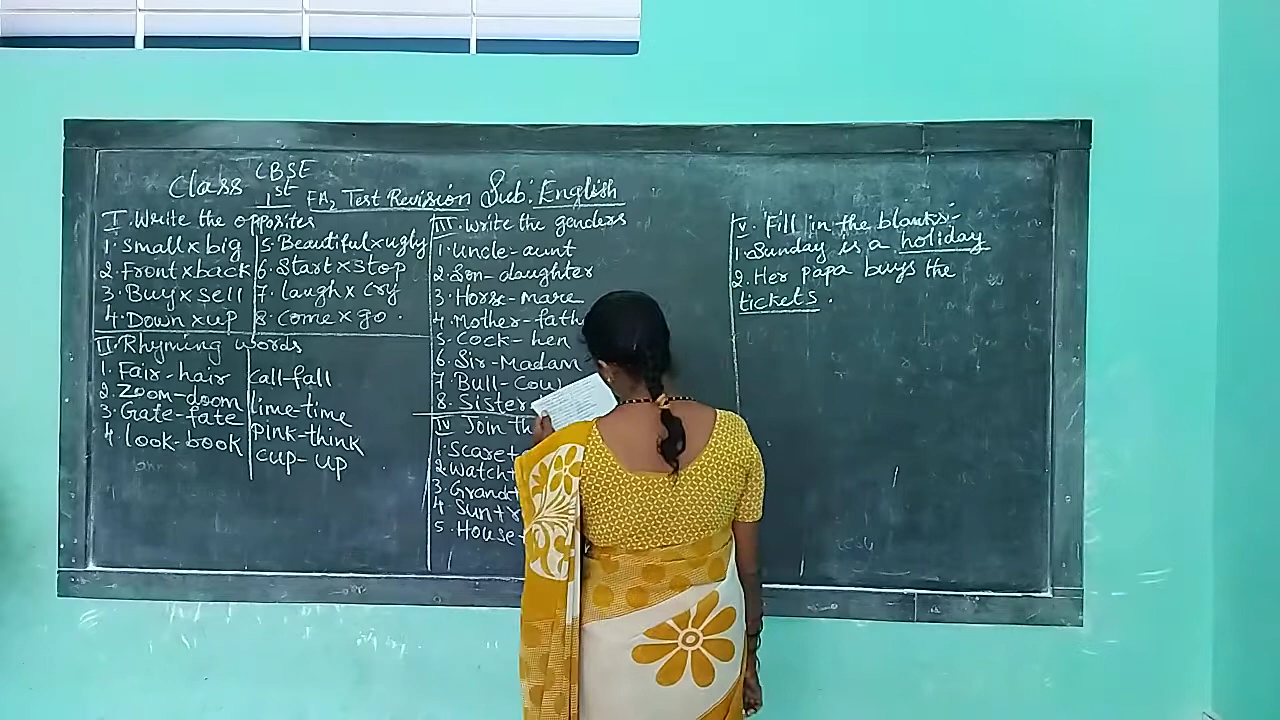 CBSE
Class 1st FA2 Test Revision Sub: English
I. Write the opposites
1. Small x big
2. Front x back
3. Buy x sell
4. Down x up
5. Beautiful x ugly
6. Start x stop
7. laugh x cry
8. Come x go.
II. Rhyming words
1. Fair-hair
2. Zoom-doom
3. Gate-fate
4. look-book
Call-fall
lime-time
Pink-think
Cup-up
III. Write the genders
1. Uncle-aunt
2. Son-daughter
3. Horse-mare
4. Mother-fath
5. Cock-hen
6. Sir-Madam
7. Bull-Cow
8. Sister
IV Join th
1. Scare+
2. Watch+
3. Grand+
4. Sun+r
5. House
V. Fill in the blanks-
1. Sunday is a holiday
2. Her papa buys the
tickets.